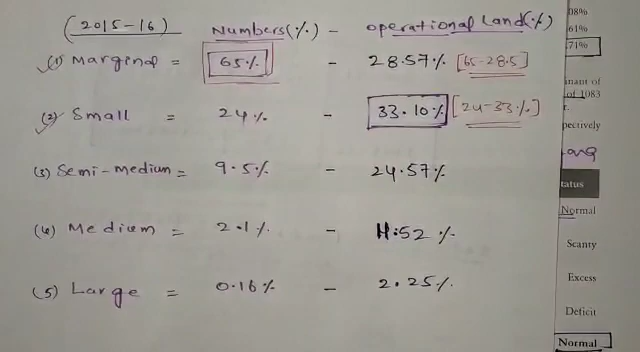 (2015-16) Numbers(%) - operational Land(%)
(1) Marginal = 65% - 28.57% [65-28.5]
(2) Small = 24% - 33.10% [24-33%]
(3) Semi-medium = 9.5% - 24.57%
(4) Medium = 2.1% - 11.52%
(5) Large = 0.16% - 2.25%
08%
61%
71%
inant of
of 1083
r.
pectively
tatus
Normal
Scanty
Excess
Deficit
Normal